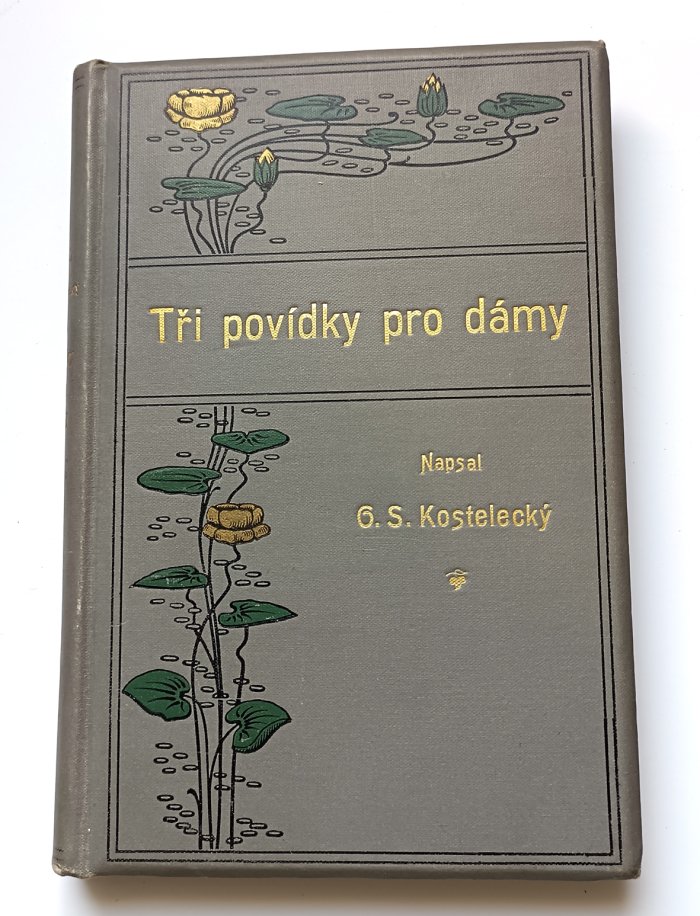 Tři povídky pro dámy
Napsal
O. S. Kostelecký